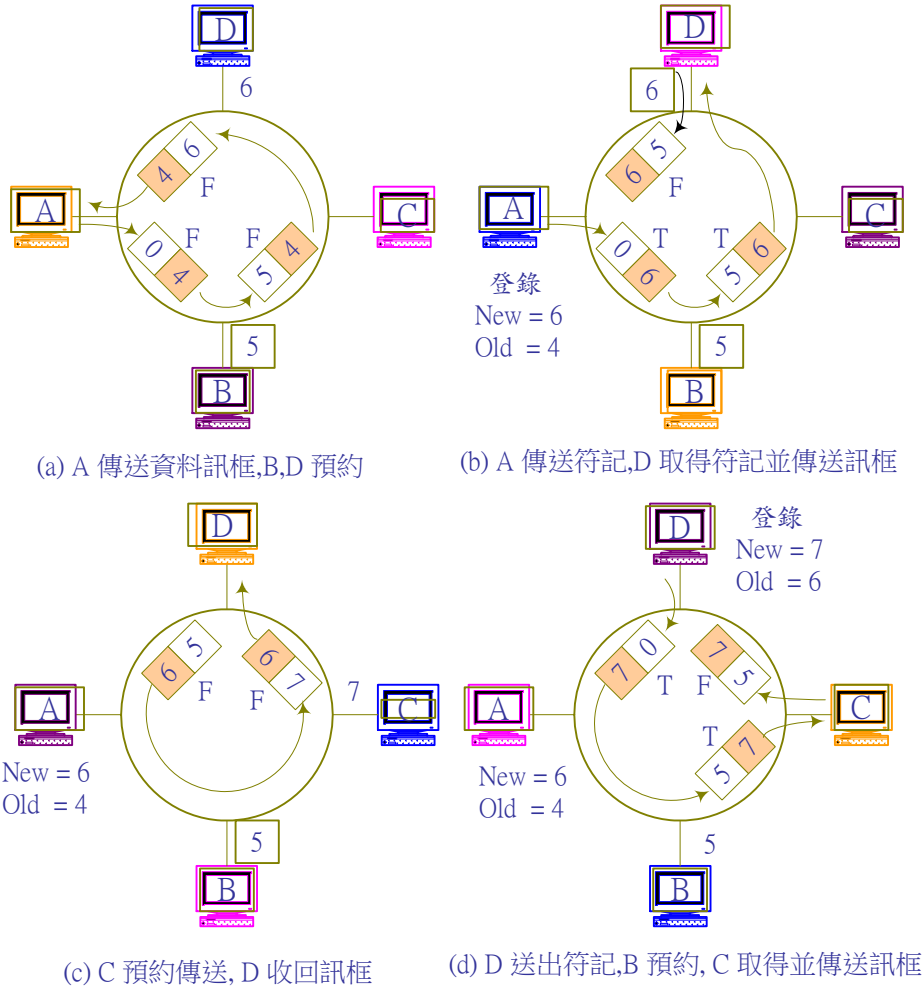 D
6
4 6
F
A
C
F
F
0 4
5 4
5
B
(a) A 傳送資料訊框,B,D 預約
D
6
6 5
F
A
C
T
T
0 6
5 6
登錄
New = 6
Old = 4
5
B
(b) A 傳送符記,D 取得符記並傳送訊框
D
6 5
6 7
F
F
7
A
C
New = 6
Old = 4
5
B
(c) C 預約傳送, D 收回訊框
D
登錄
New = 7
Old = 6
7 0
7 5
T
F
A
C
T
5 7
New = 6
Old = 4
5
B
(d) D 送出符記,B 預約, C 取得並傳送訊框